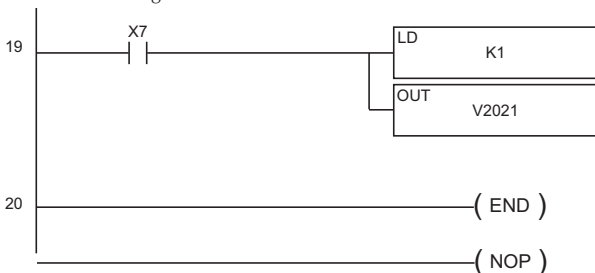 19
X7
LD
K1
OUT
V2021
20
( END )
( NOP )